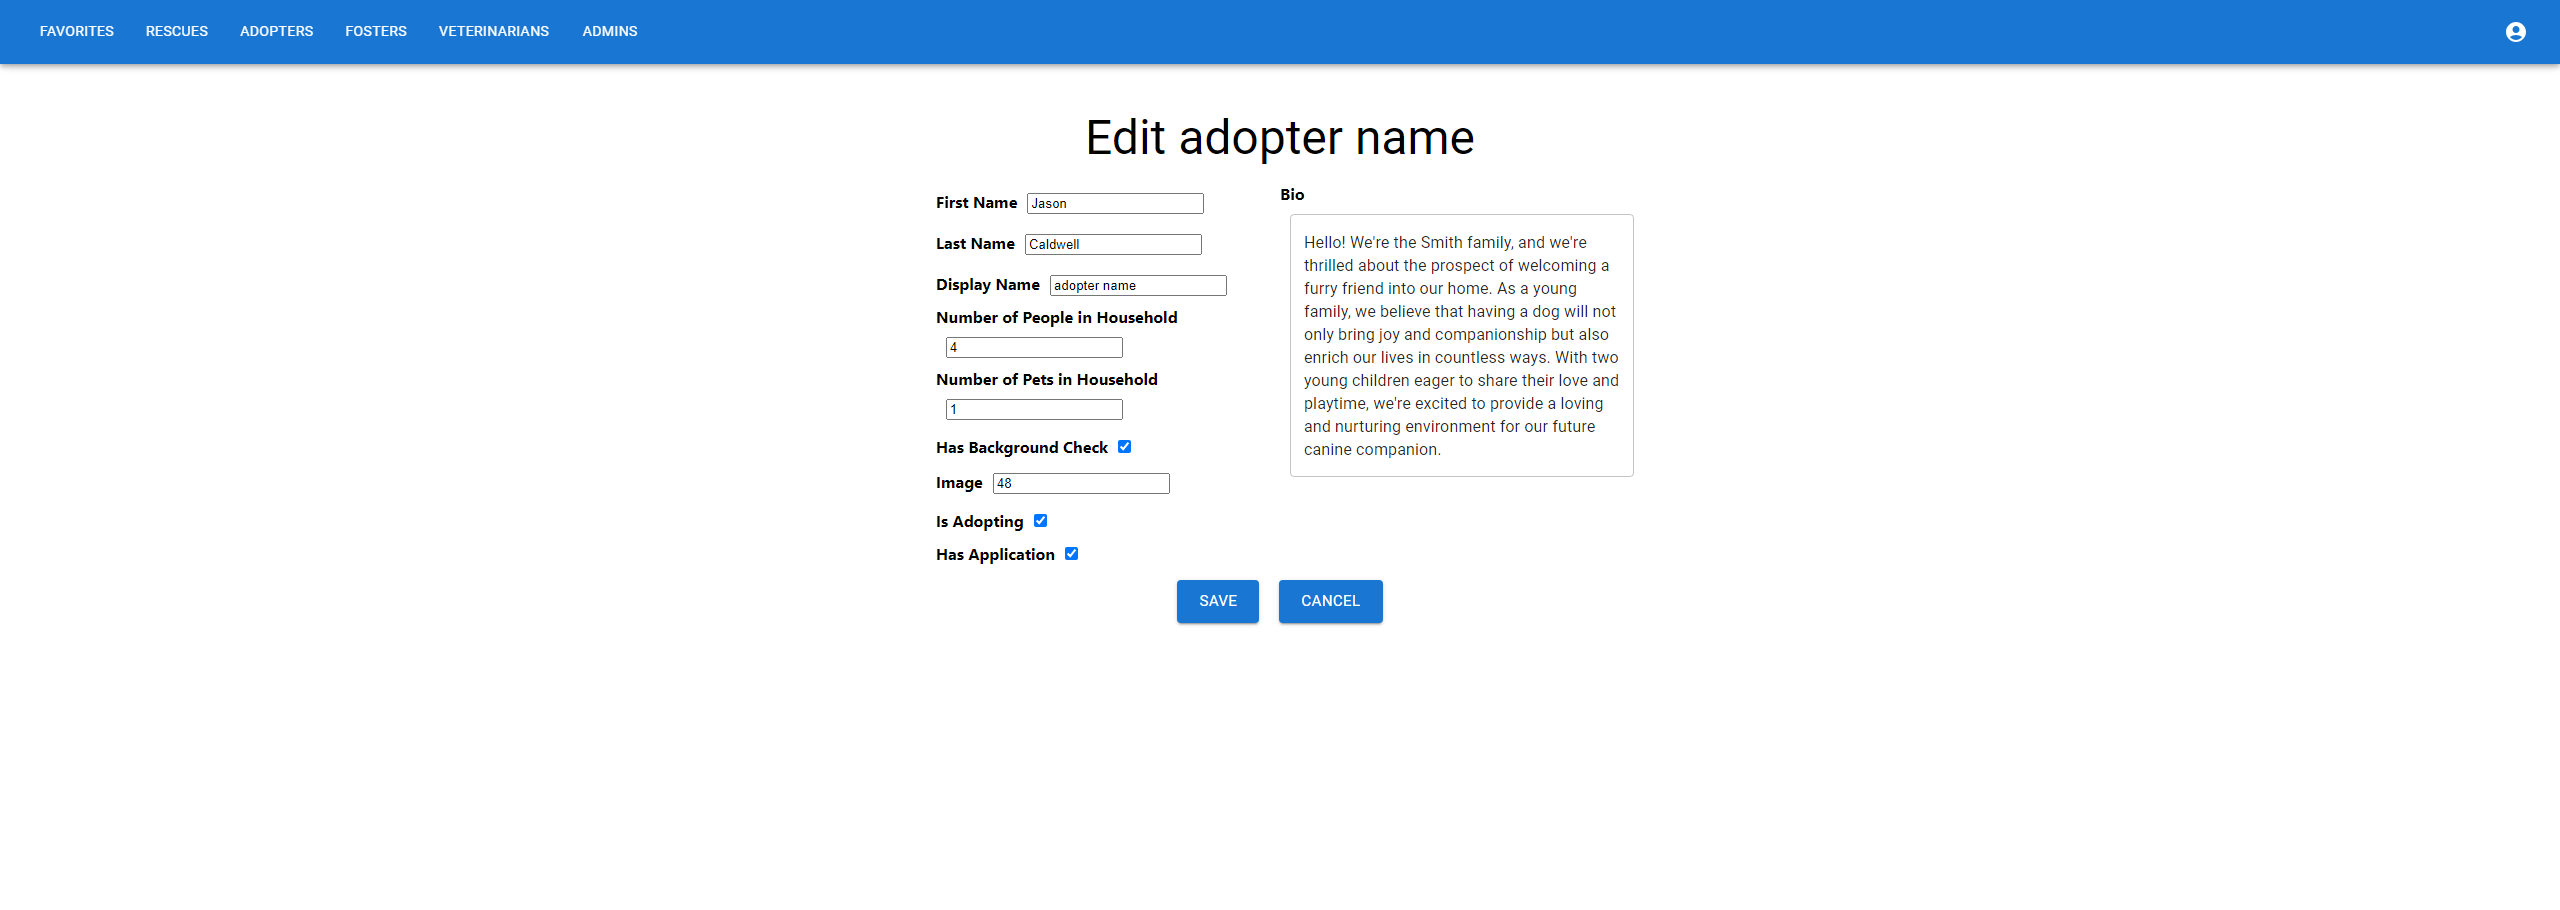 FAVORITES RESCUES ADOPTERS FOSTERS VETERINARIANS ADMINS
Edit adopter name
First Name Jason
Last Name Caldwell
Display Name adopter name
Number of People in Household
4
Number of Pets in Household
1
Has Background Check
Image 48
Is Adopting
Has Application
Bio
Hello! We're the Smith family, and we're
thrilled about the prospect of welcoming a
furry friend into our home. As a young
family, we believe that having a dog will not
only bring joy and companionship but also
enrich our lives in countless ways. With two
young children eager to share their love and
playtime, we're excited to provide a loving
and nurturing environment for our future
canine companion.
SAVE CANCEL